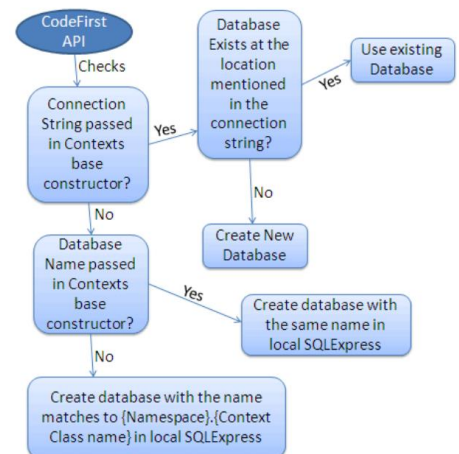 CodeFirst
API
Checks
Connection
String passed
in Contexts
base
constructor?
Yes
Database
Exists at the
location
mentioned
in the
connection
string?
Yes
Use existing
Database
No
Create New
Database
No
Database
Name passed
in Contexts
base
constructor?
Yes
Create database with
the same name in
local SQLExpress
No
Create database with the name
matches to {Namespace}.{Context
Class name} in local SQLExpress